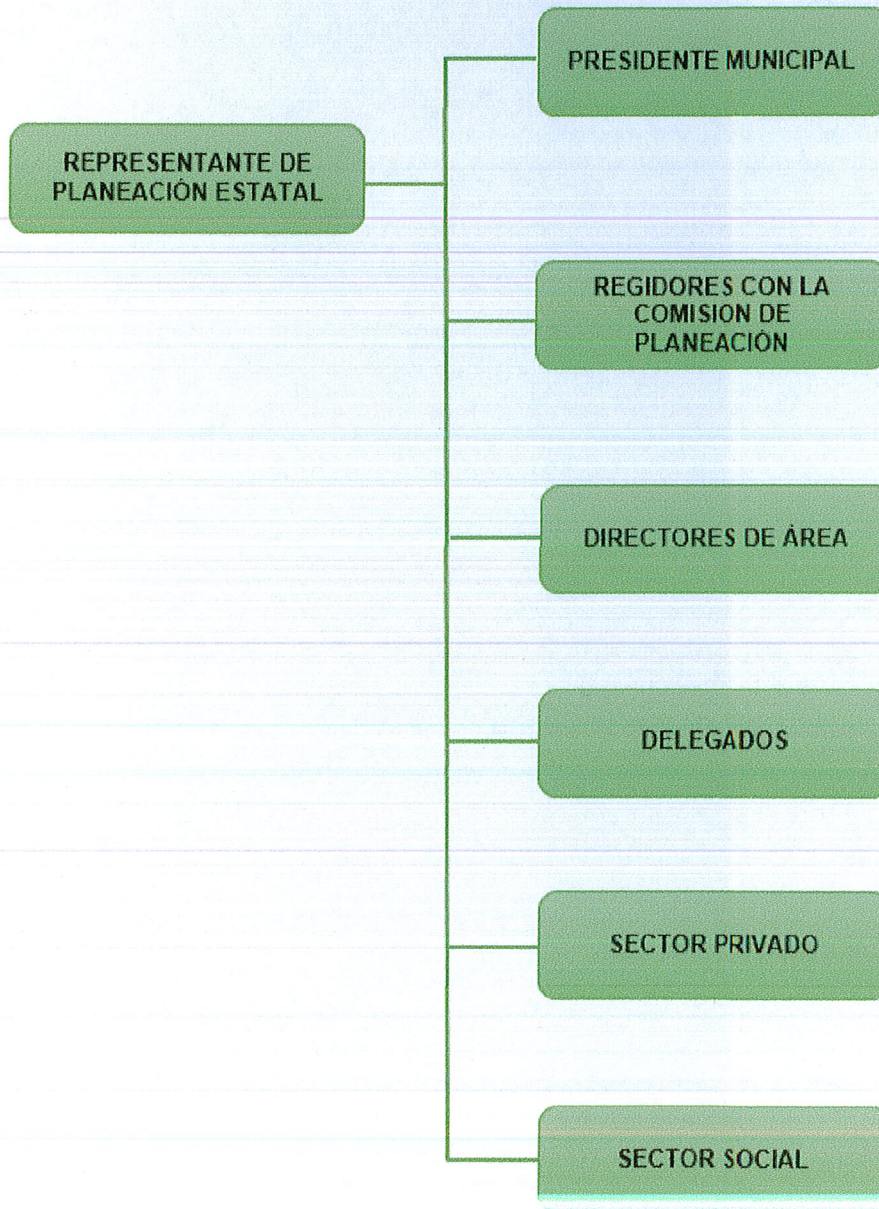 PRESIDENTE MUNICIPAL
REPRESENTANTE DE
PLANEACIÓN ESTATAL
REGIDORES CON LA
COMISION DE
PLANEACIÓN
DIRECTORES DE ÁREA
DELEGADOS
SECTOR PRIVADO
SECTOR SOCIAL